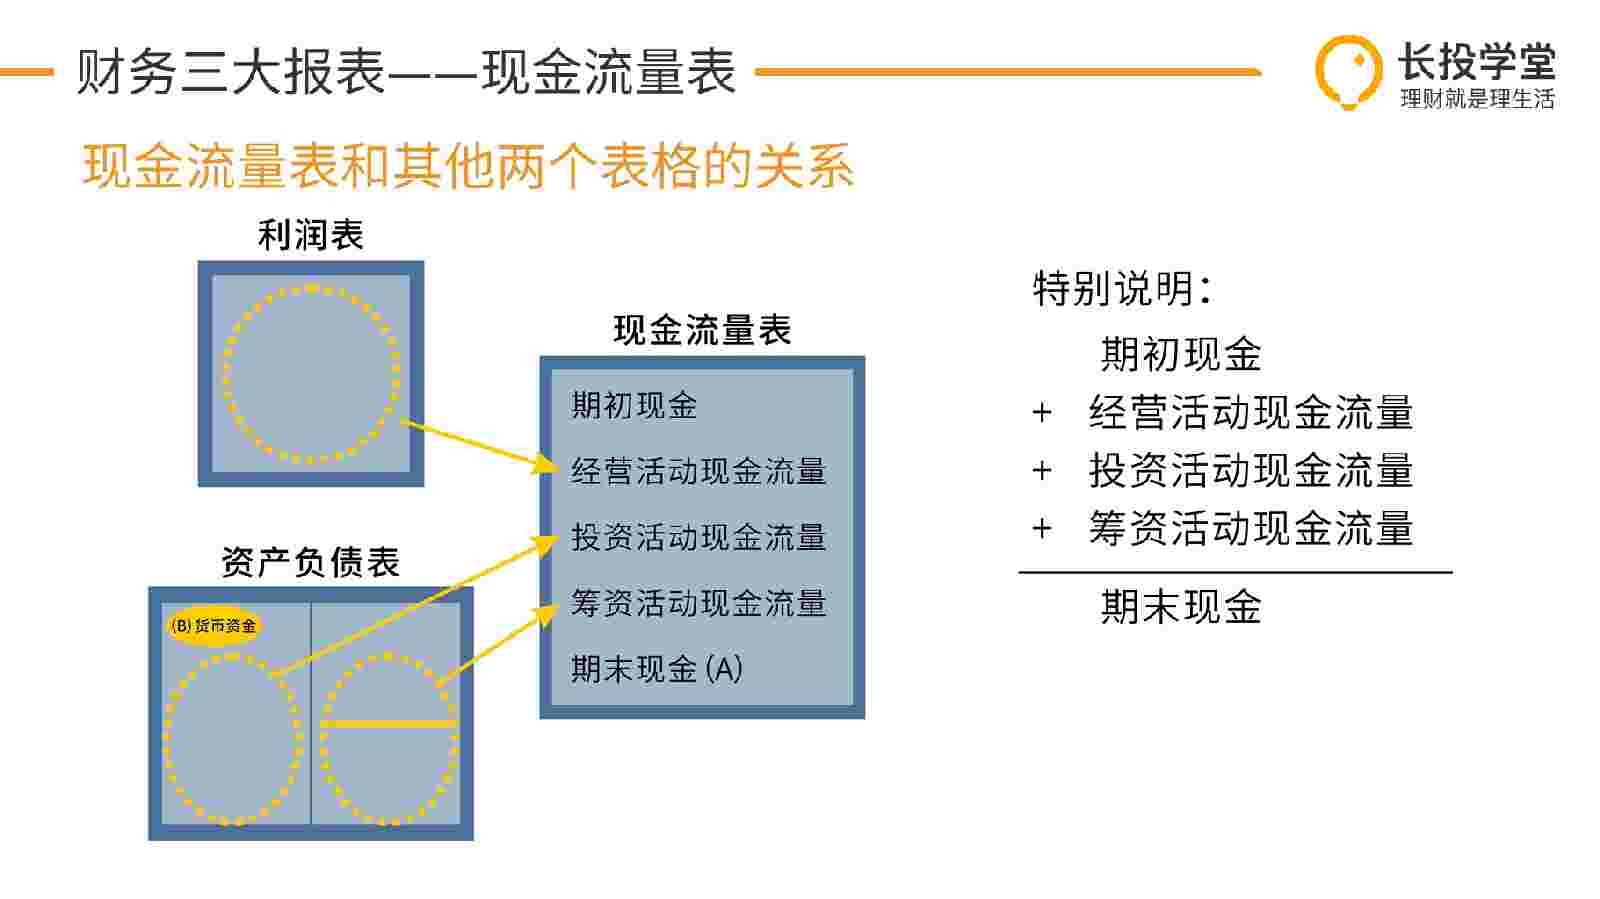 财务三大报表——现金流量表
长投学堂
理财就是理生活
现金流量表和其他两个表格的关系
利润表
现金流量表
期初现金
经营活动现金流量
投资活动现金流量
筹资活动现金流量
期末现金(A)
资产负债表
(B)货币资金
特别说明：
期初现金
+ 经营活动现金流量
+ 投资活动现金流量
+ 筹资活动现金流量
期末现金